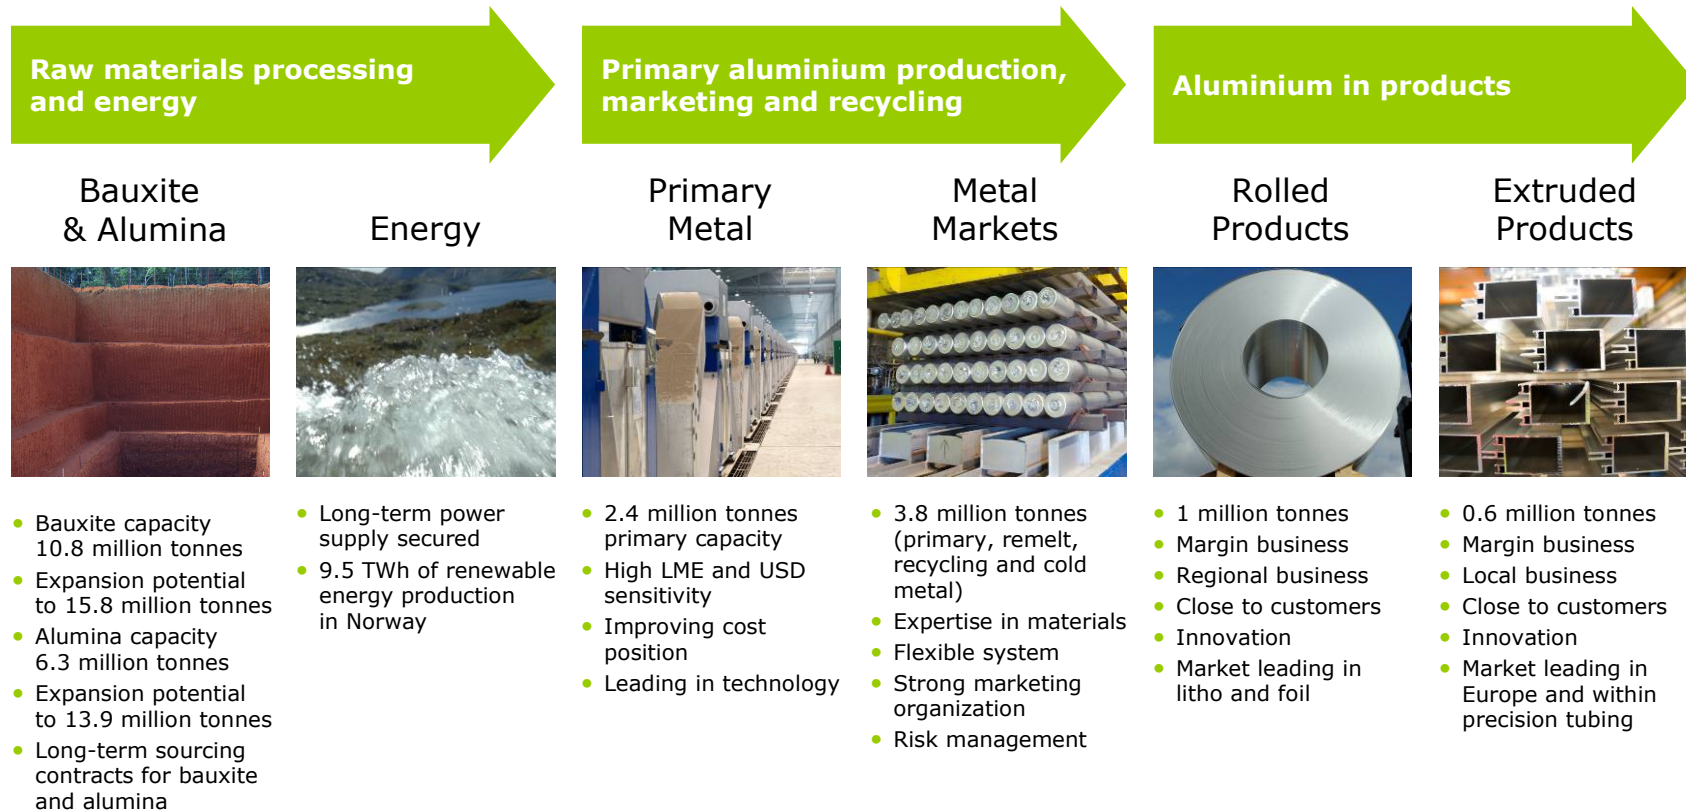 Raw materials processing
and energy
Primary aluminium production,
marketing and recycling
Aluminium in products
Bauxite
& Alumina
Energy
Primary
Metal
Metal
Markets
Rolled
Products
Extruded
Products
• Bauxite capacity
10.8 million tonnes
• Expansion potential
to 15.8 million tonnes
• Alumina capacity
6.3 million tonnes
• Expansion potential
to 13.9 million tonnes
• Long-term sourcing
contracts for bauxite
and alumina
• Long-term power
supply secured
• 9.5 TWh of renewable
energy production
in Norway
• 2.4 million tonnes
primary capacity
• High LME and USD
sensitivity
• Improving cost
position
• Leading in technology
• 3.8 million tonnes
(primary, remelt,
recycling and cold
metal)
• Expertise in materials
• Flexible system
• Strong marketing
organization
• Risk management
• 1 million tonnes
• Margin business
• Regional business
• Close to customers
• Innovation
• Market leading in
litho and foil
• 0.6 million tonnes
• Margin business
• Local business
• Close to customers
• Innovation
• Market leading in
Europe and within
precision tubing